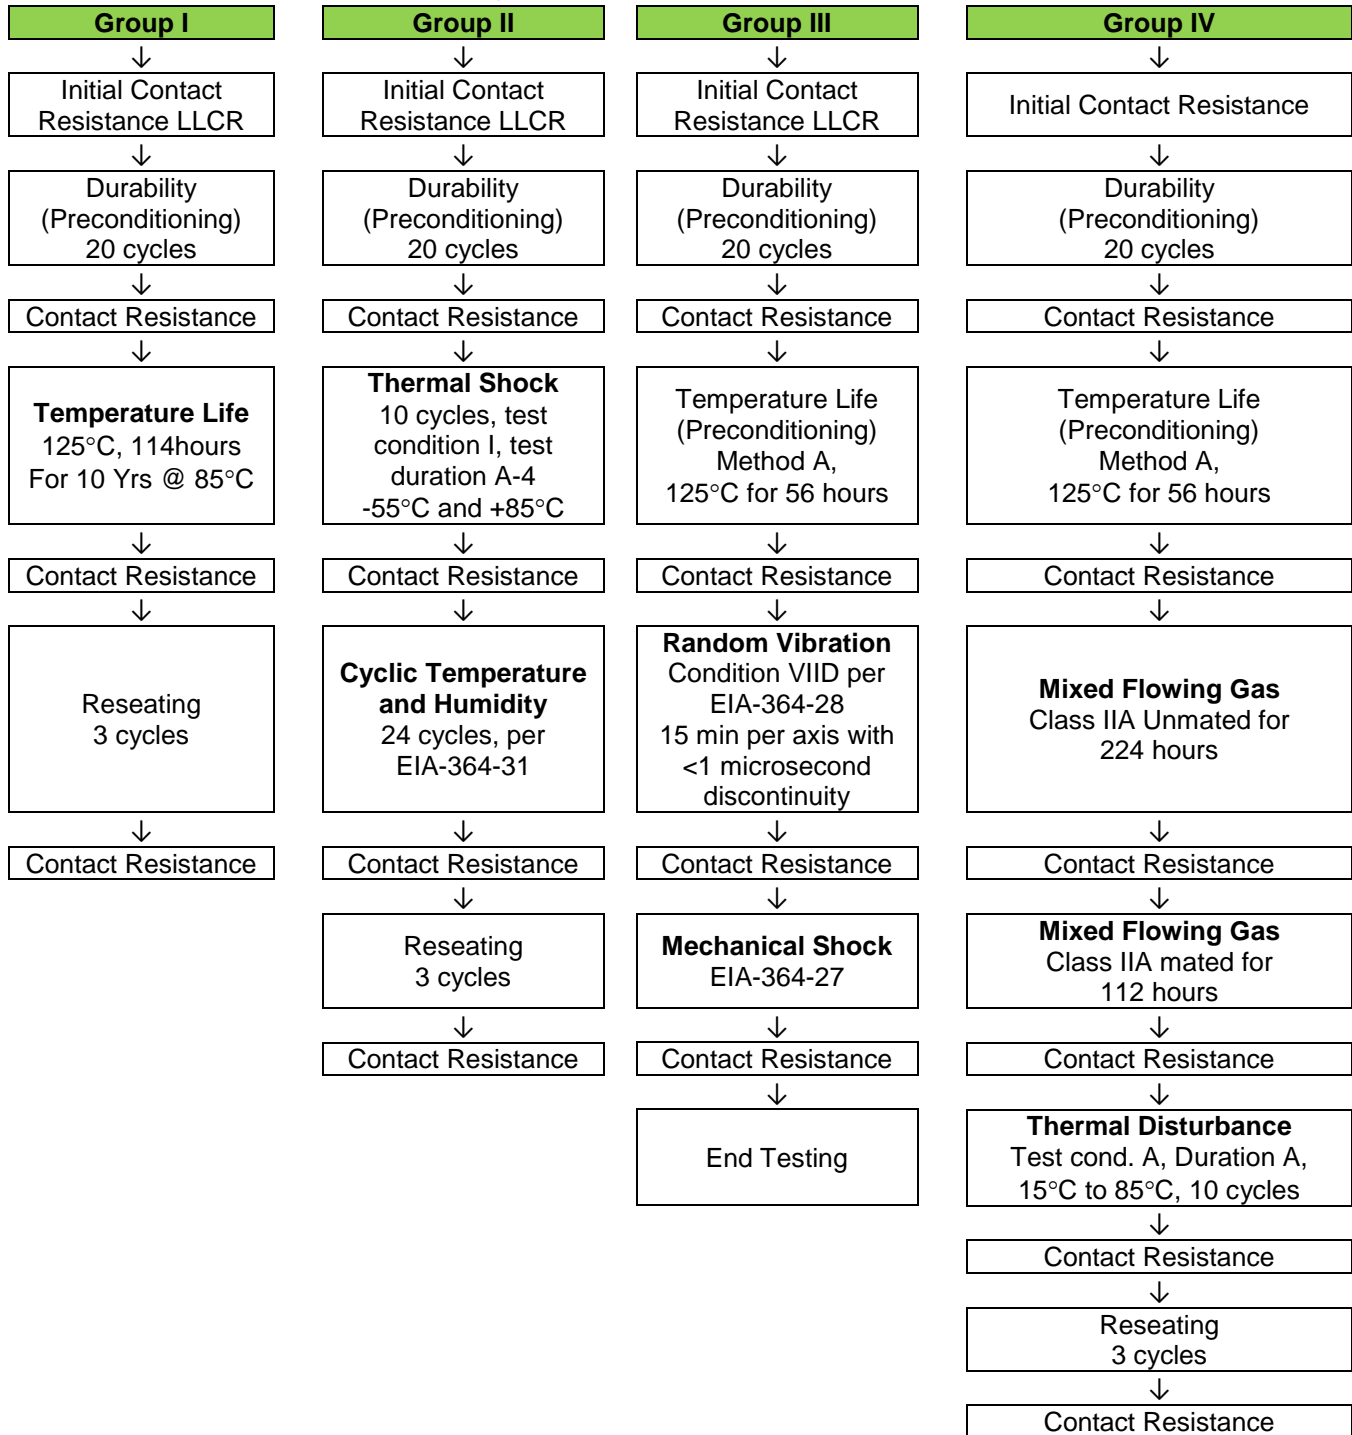 Group I
Initial Contact
Resistance LLCR
Durability
(Preconditioning)
20 cycles
Contact Resistance
Temperature Life
125°C, 114hours
For 10 Yrs @ 85°C
Contact Resistance
Reseating
3 cycles
Contact Resistance
Group II
Initial Contact
Resistance LLCR
Durability
(Preconditioning)
20 cycles
Contact Resistance
Thermal Shock
10 cycles, test
condition I, test
duration A-4
-55°C and +85°C
Contact Resistance
Cyclic Temperature
and Humidity
24 cycles, per
EIA-364-31
Contact Resistance
Reseating
3 cycles
Contact Resistance
Group III
Initial Contact
Resistance LLCR
Durability
(Preconditioning)
20 cycles
Contact Resistance
Temperature Life
(Preconditioning)
Method A,
125°C for 56 hours
Contact Resistance
Random Vibration
Condition VIID per
EIA-364-28
15 min per axis with
<1 microsecond
discontinuity
Contact Resistance
Mechanical Shock
EIA-364-27
Contact Resistance
End Testing
Group IV
Initial Contact Resistance
Durability
(Preconditioning)
20 cycles
Contact Resistance
Temperature Life
(Preconditioning)
Method A,
125°C for 56 hours
Contact Resistance
Mixed Flowing Gas
Class IIA Unmated for
224 hours
Contact Resistance
Mixed Flowing Gas
Class IIA mated for
112 hours
Contact Resistance
Thermal Disturbance
Test cond. A, Duration A,
15°C to 85°C, 10 cycles
Contact Resistance
Reseating
3 cycles
Contact Resistance